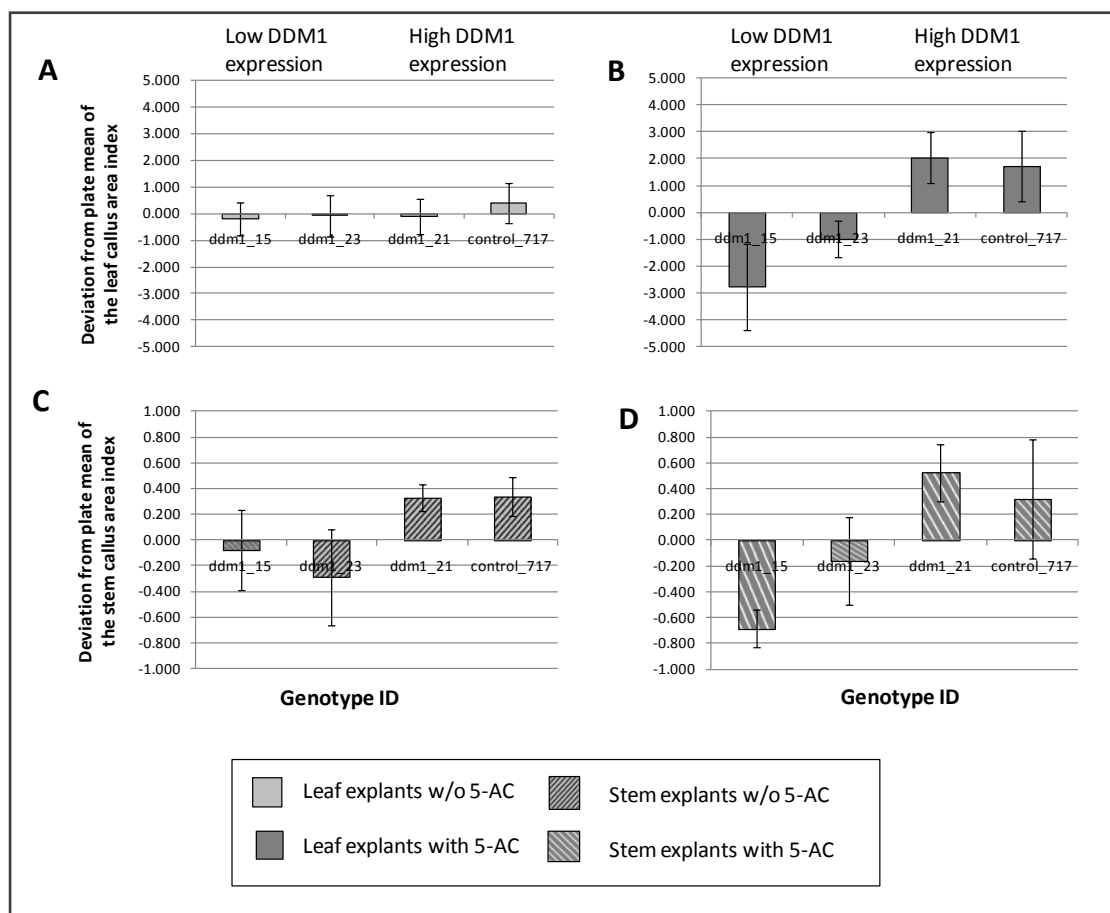 Low DDM1
expression
High DDM1
expression
A
Deviation from plate mean of
the leaf callus area index
5.000
4.000
3.000
2.000
1.000
0.000
-1.000
-2.000
-3.000
-4.000
-5.000
ddm1_15
ddm1_23
ddm1_21
control_717
Low DDM1
expression
High DDM1
expression
B
5.000
4.000
3.000
2.000
1.000
0.000
-1.000
-2.000
-3.000
-4.000
-5.000
ddm1_15
ddm1_23
ddm1_21
control_717
C
Deviation from plate mean of
the stem callus area index
1.000
0.800
0.600
0.400
0.200
0.000
-0.200
-0.400
-0.600
-0.800
-1.000
ddm1_15
ddm1_23
ddm1_21
control_717
Genotype ID
D
1.000
0.800
0.600
0.400
0.200
0.000
-0.200
-0.400
-0.600
-0.800
-1.000
ddm1_15
ddm1_23
ddm1_21
control_717
Genotype ID
Leaf explants w/o 5-AC
Stem explants w/o 5-AC
Leaf explants with 5-AC
Stem explants with 5-AC